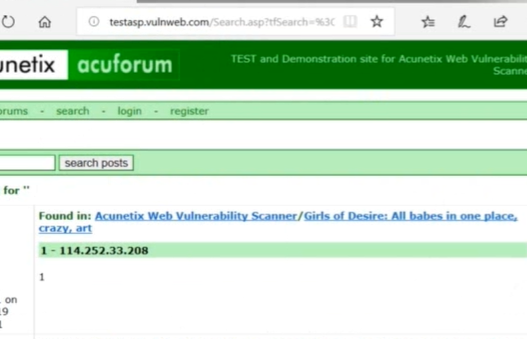 testasp.vulnweb.com/Search.asp?tfSearch=%3C
unetix acuforum
TEST and Demonstration site for Acunetix Web Vulnerabilit
Scanne
orums - search - login - register
search posts
for ''
Found in: Acunetix Web Vulnerability Scanner/Girls of Desire: All babes in one place,
crazy, art
1 - 114.252.33.208
1
on
19